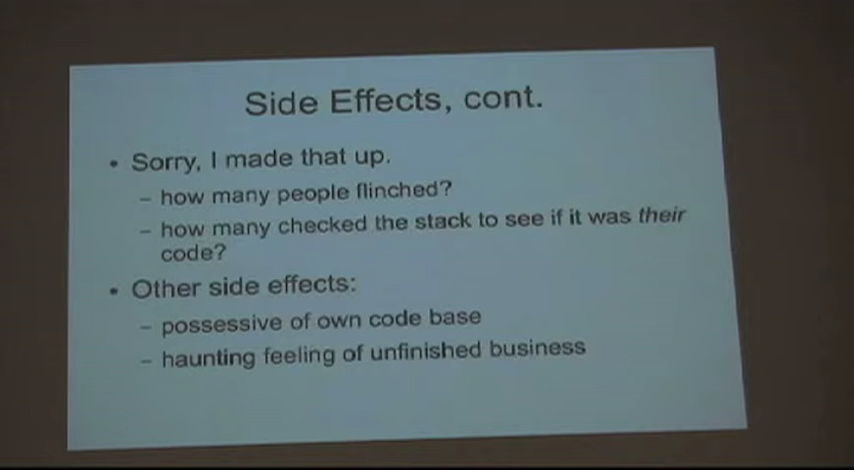 Side Effects, cont.
• Sorry, I made that up.
– how many people flinched?
– how many checked the stack to see if it was their
code?
• Other side effects:
– possessive of own code base
– haunting feeling of unfinished business